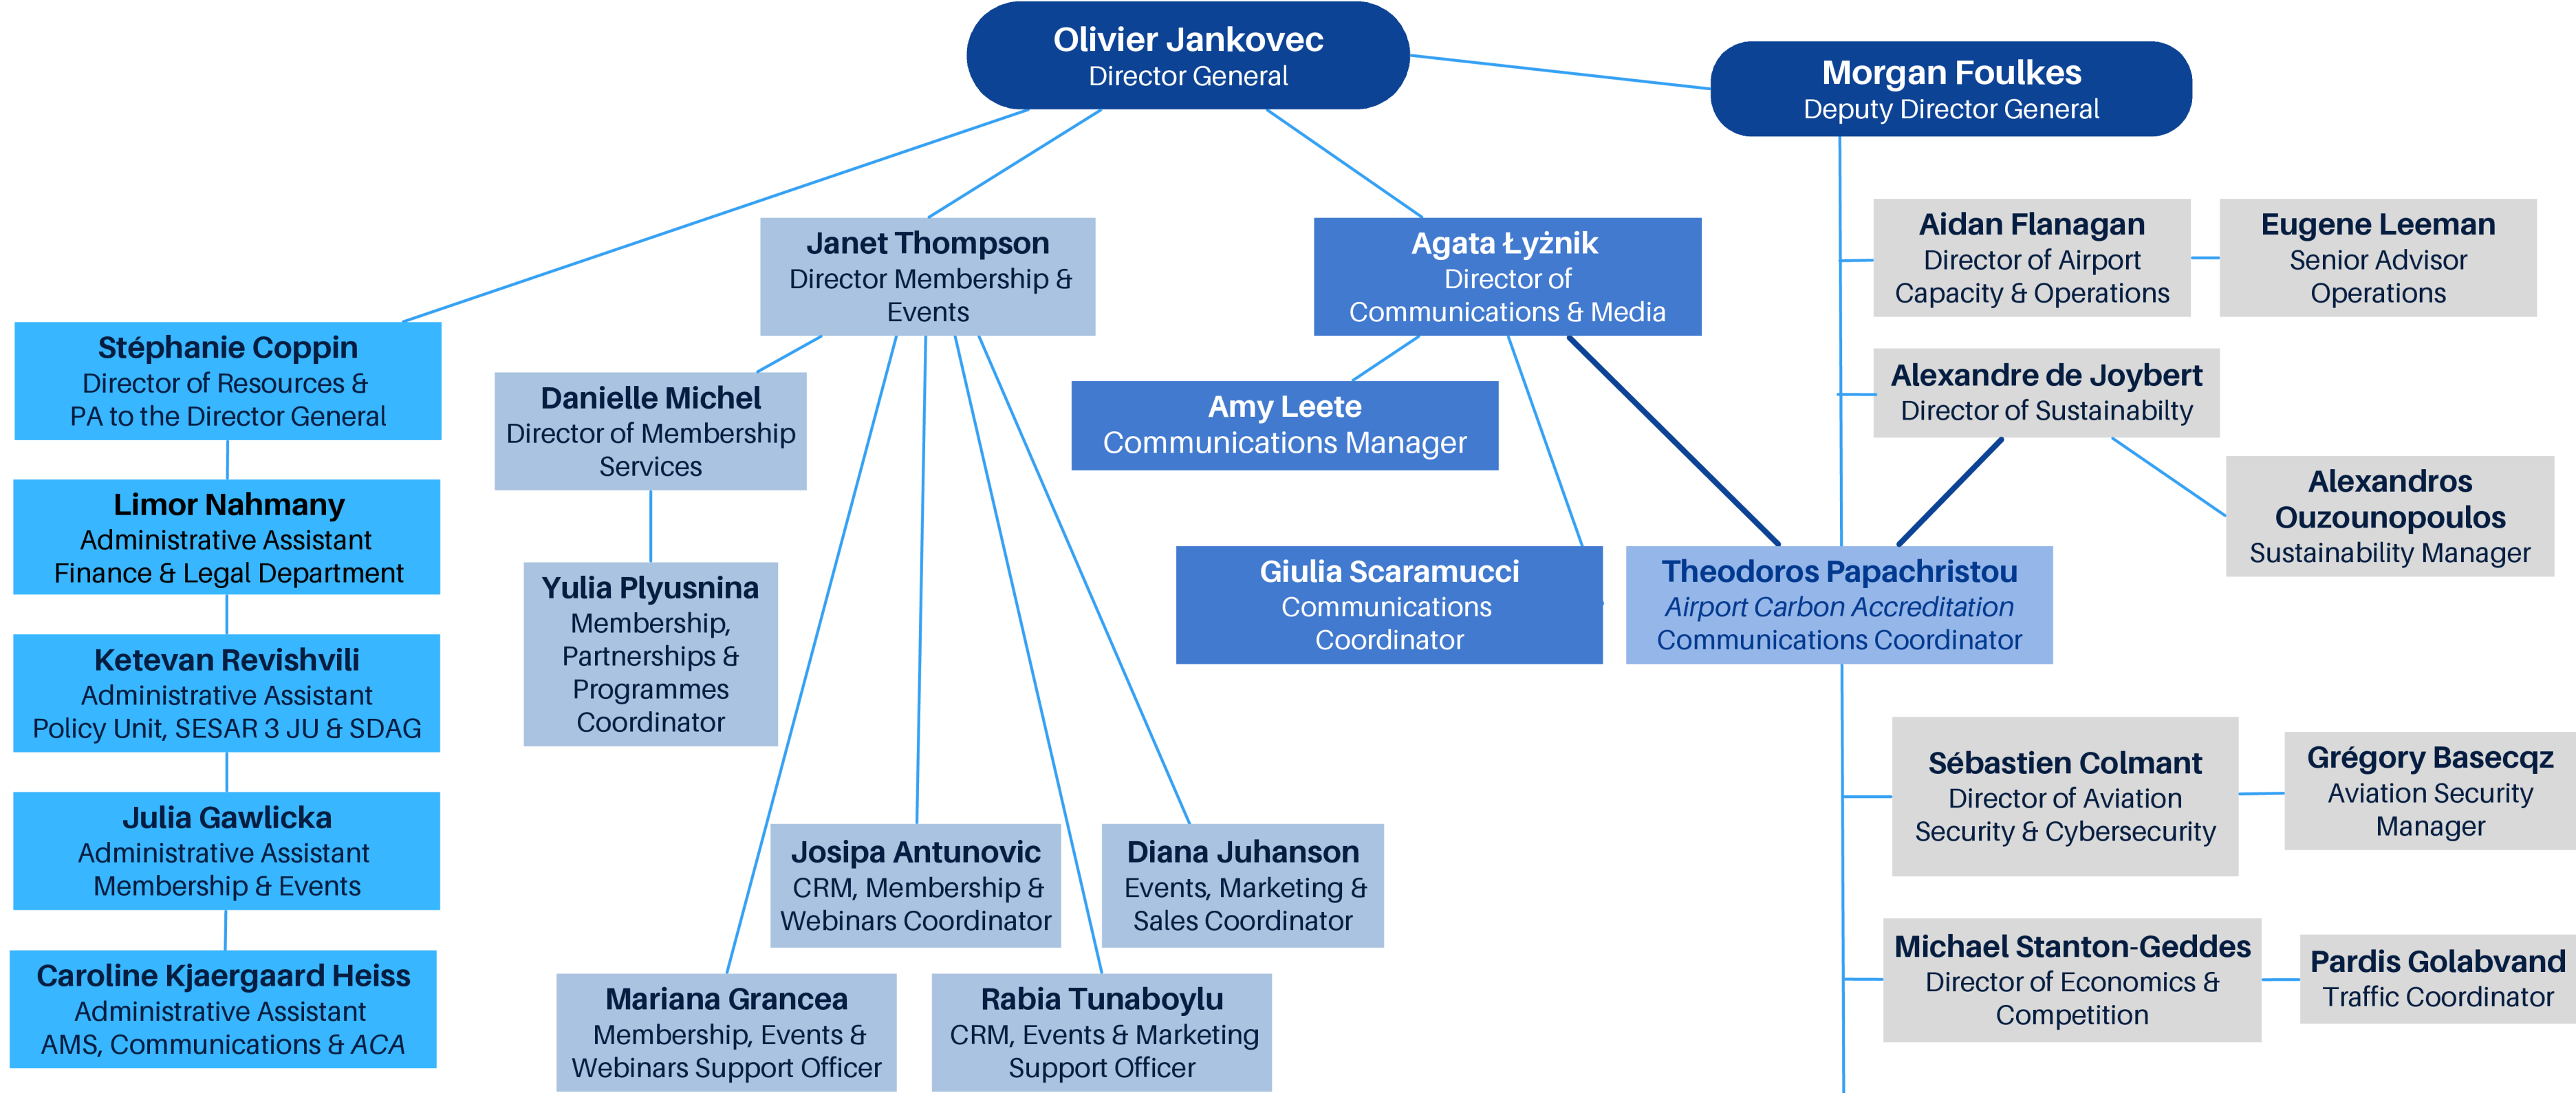 Olivier Jankovec
Director General
Morgan Foulkes
Deputy Director General
Stéphanie Coppin
Director of Resources &
PA to the Director General
Limor Nahmany
Administrative Assistant
Finance & Legal Department
Ketevan Revishvili
Administrative Assistant
Policy Unit, SESAR 3 JU & SDAG
Julia Gawlicka
Administrative Assistant
Membership & Events
Caroline Kjaergaard Heiss
Administrative Assistant
AMS, Communications & ACA
Janet Thompson
Director Membership &
Events
Danielle Michel
Director of Membership
Services
Yulia Plyusnina
Membership,
Partnerships &
Programmes
Coordinator
Josipa Antunovic
CRM, Membership &
Webinars Coordinator
Diana Juhanson
Events, Marketing &
Sales Coordinator
Mariana Grancea
Membership, Events &
Webinars Support Officer
Rabia Tunaboylu
CRM, Events & Marketing
Support Officer
Agata Łyżnik
Director of
Communications & Media
Amy Leete
Communications Manager
Giulia Scaramucci
Communications
Coordinator
Theodoros Papachristou
Airport Carbon Accreditation
Communications Coordinator
Aidan Flanagan
Director of Airport
Capacity & Operations
Eugene Leeman
Senior Advisor
Operations
Alexandre de Joybert
Director of Sustainabilty
Alexandros
Ouzounopoulos
Sustainability Manager
Sébastien Colmant
Director of Aviation
Security & Cybersecurity
Grégory Basecqz
Aviation Security
Manager
Michael Stanton-Geddes
Director of Economics &
Competition
Pardis Golabvand
Traffic Coordinator